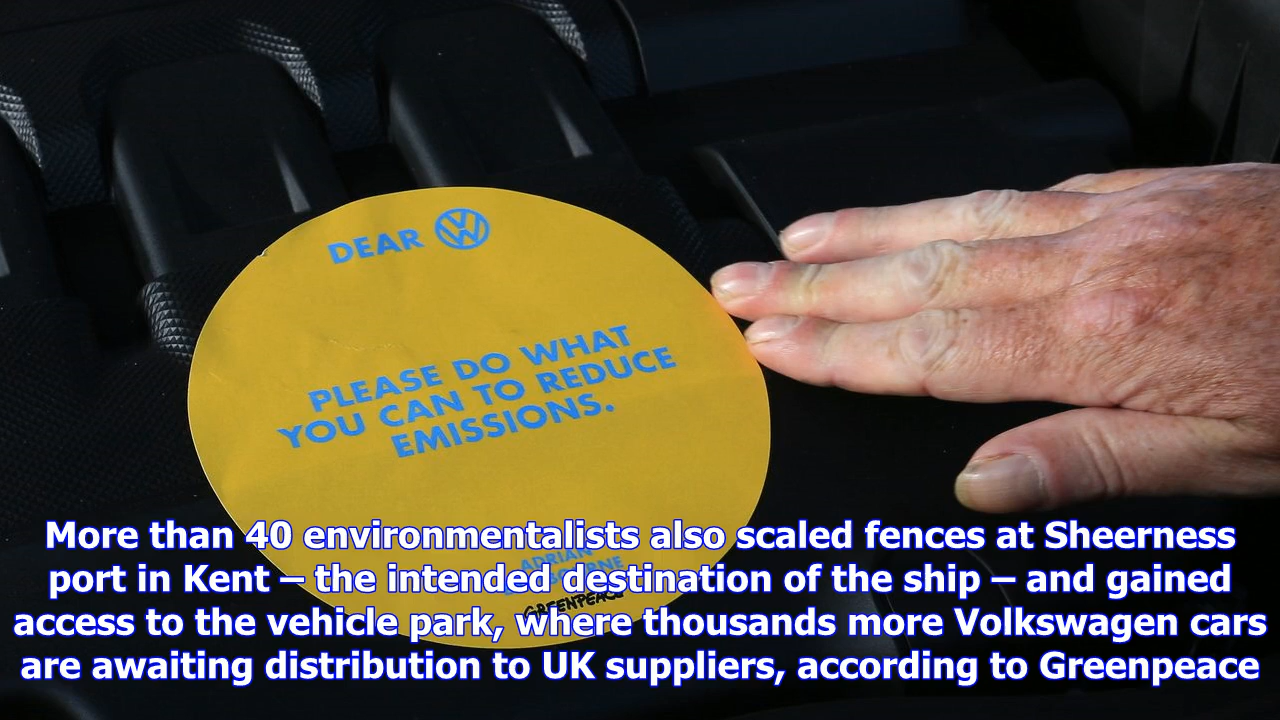 DEAR
PLEASE DO WHAT
YOU CAN TO REDUCE
EMISSIONS.
ADRIAN
GREENPEACE
More than 40 environmentalists also scaled fences at Sheerness
port in Kent – the intended destination of the ship – and gained
access to the vehicle park, where thousands more Volkswagen cars
are awaiting distribution to UK suppliers, according to Greenpeace